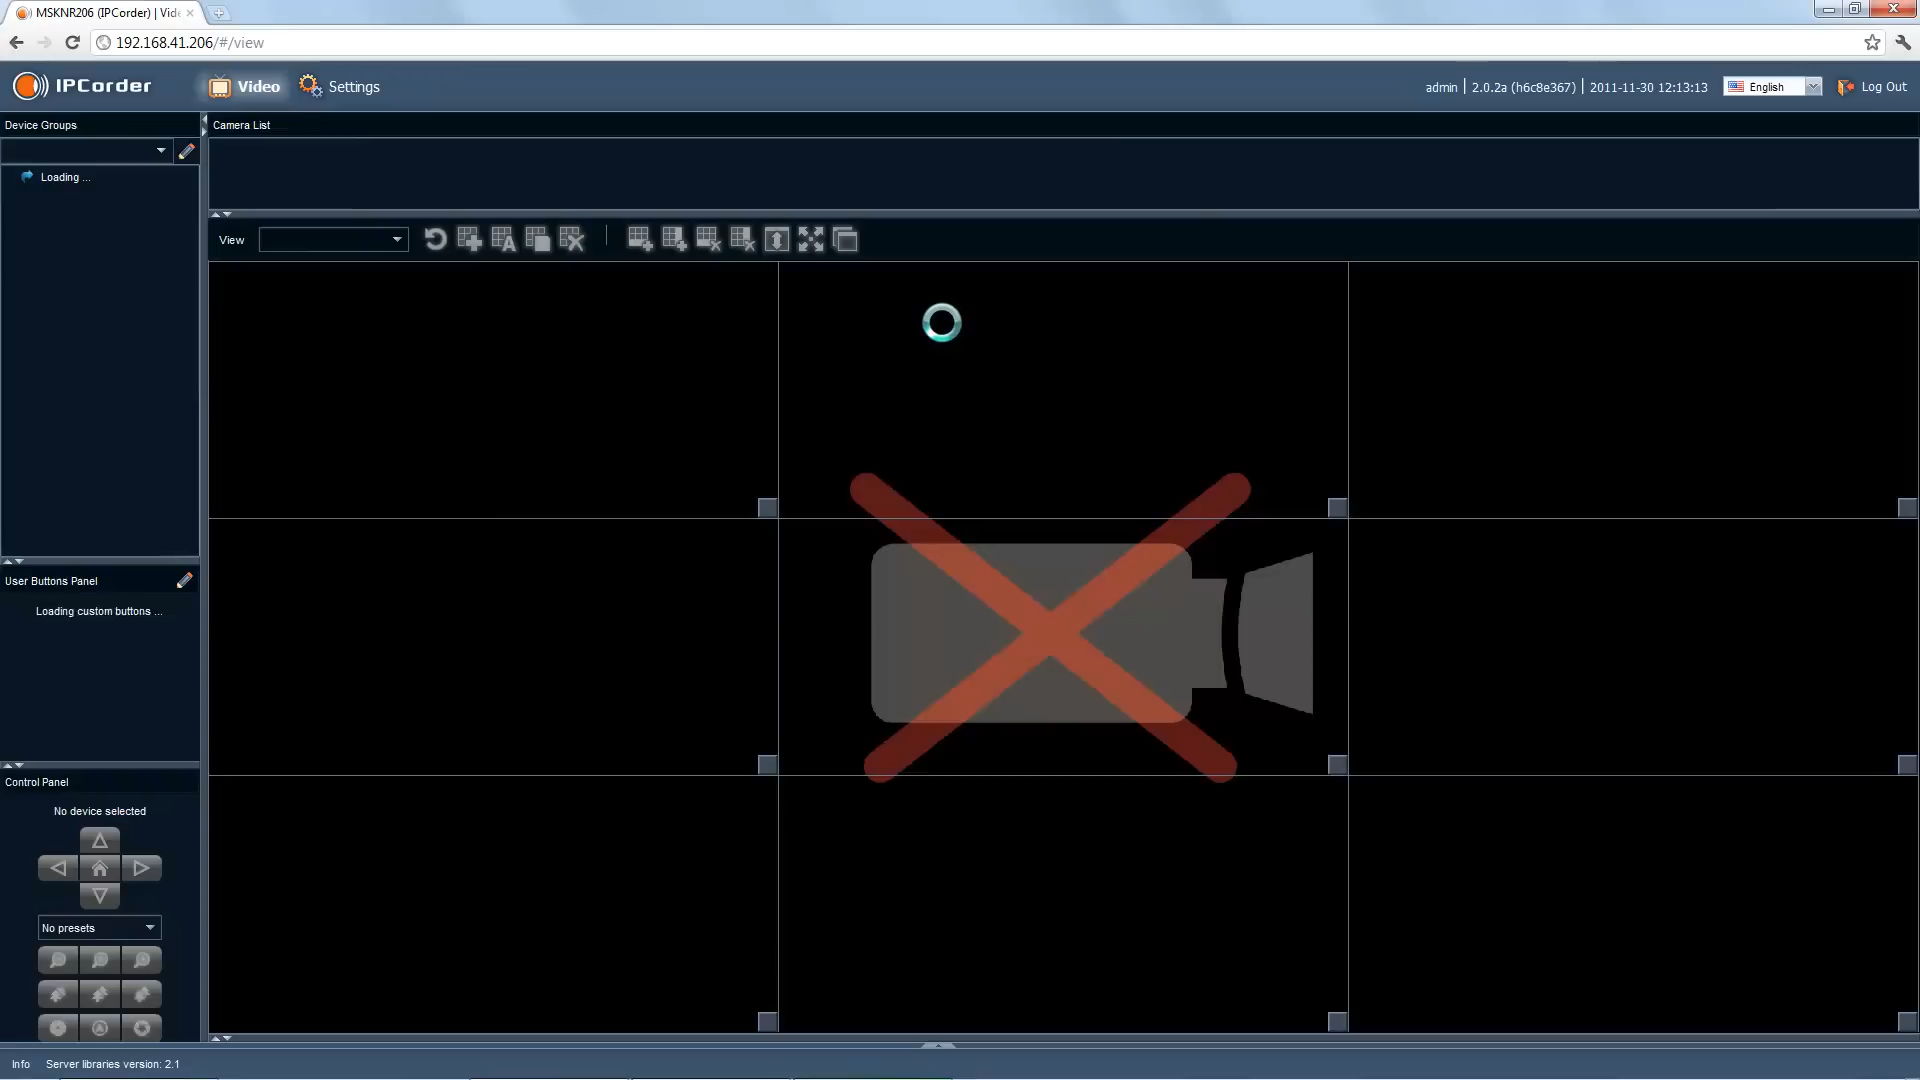 MSKNR206 (IPCorder) | Vide
192.168.41.206/#/view
IPCorder
Video
Settings
admin | 2.0.2a (h6c8e367) | 2011-11-30 12:13:13
English
Log Out
Device Groups
Camera List
Loading ...
View
User Buttons Panel
Loading custom buttons ...
Control Panel
No device selected
No presets
Info
Server libraries version: 2.1